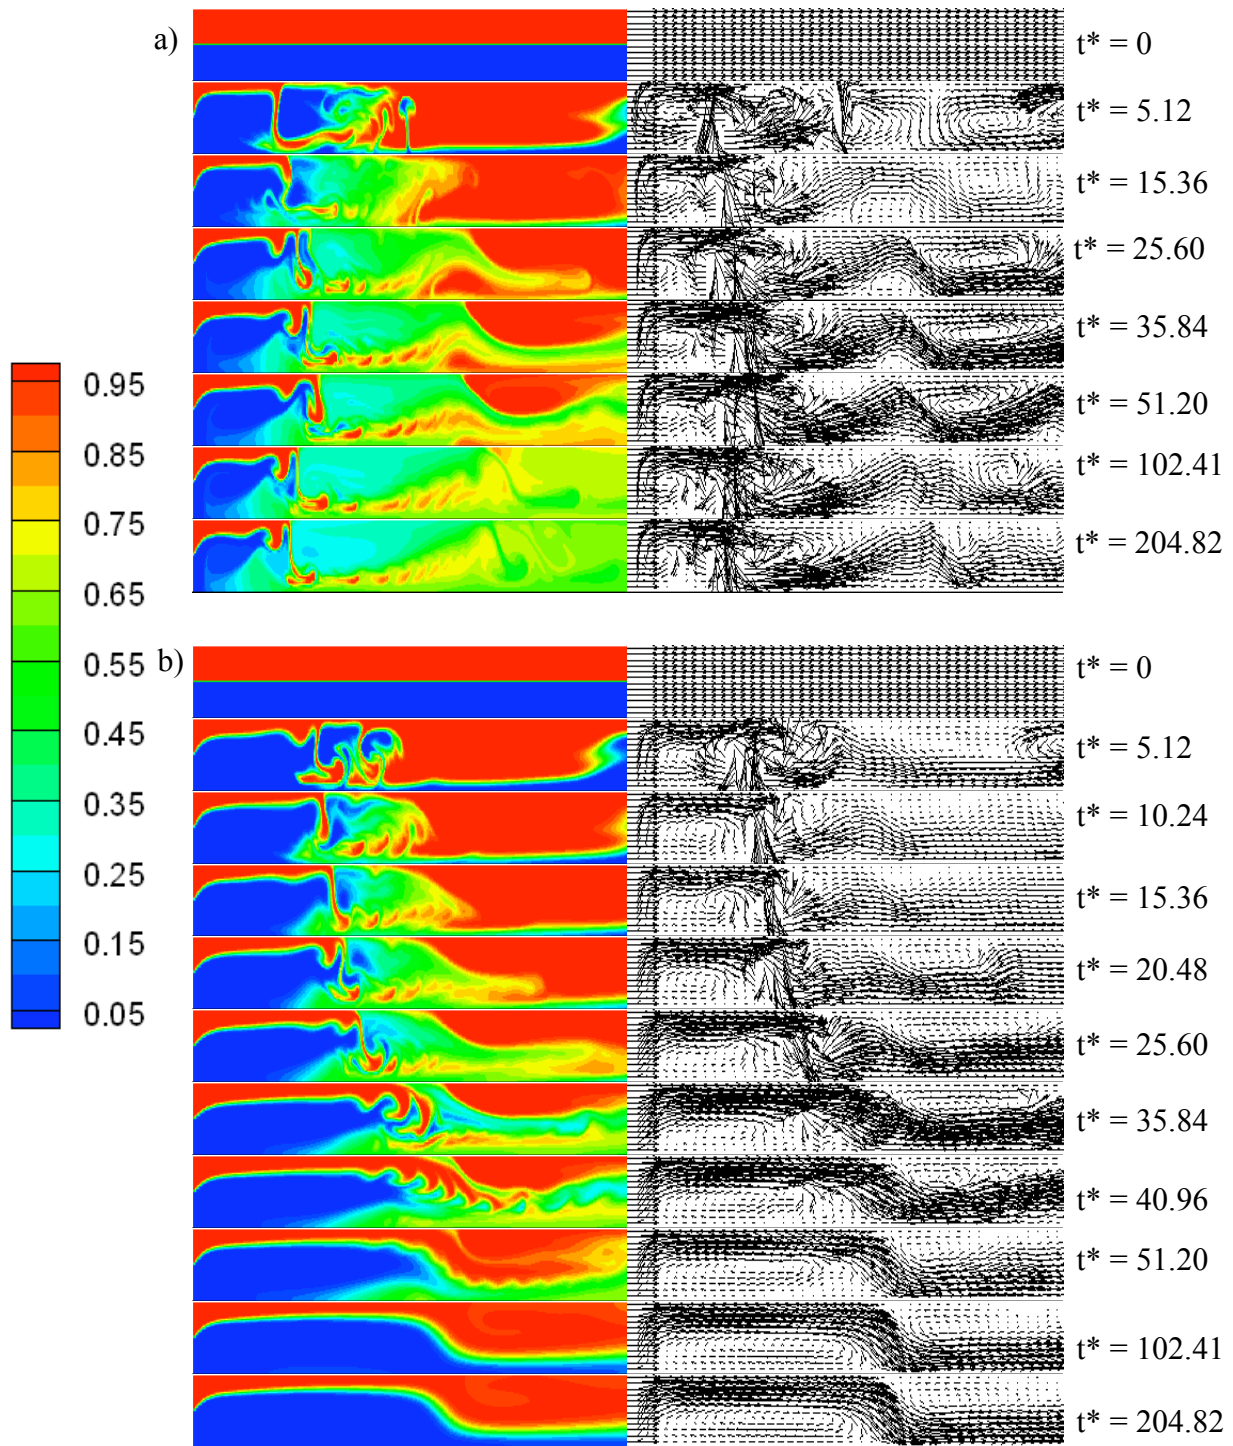 a)
t* = 0
t* = 5.12
t* = 15.36
t* = 25.60
t* = 35.84
t* = 51.20
t* = 102.41
t* = 204.82
0.95
0.85
0.75
0.65
0.55
0.45
0.35
0.25
0.15
0.05
b)
t* = 0
t* = 5.12
t* = 10.24
t* = 15.36
t* = 20.48
t* = 25.60
t* = 35.84
t* = 40.96
t* = 51.20
t* = 102.41
t* = 204.82